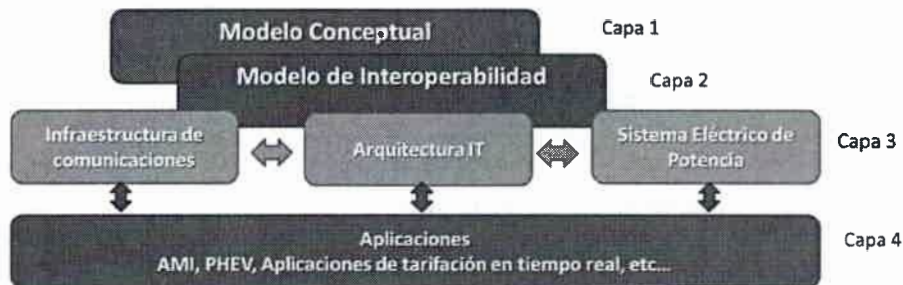 Modelo Conceptual
Capa 1
Modelo de Interoperabilidad
Capa 2
Infraestructura de
comunicaciones
Arquitectura IT
Sistema Eléctrico de
Potencia
Capa 3
Aplicaciones
AMI, PHEV, Aplicaciones de tarifación en tiempo real, etc...
Capa 4